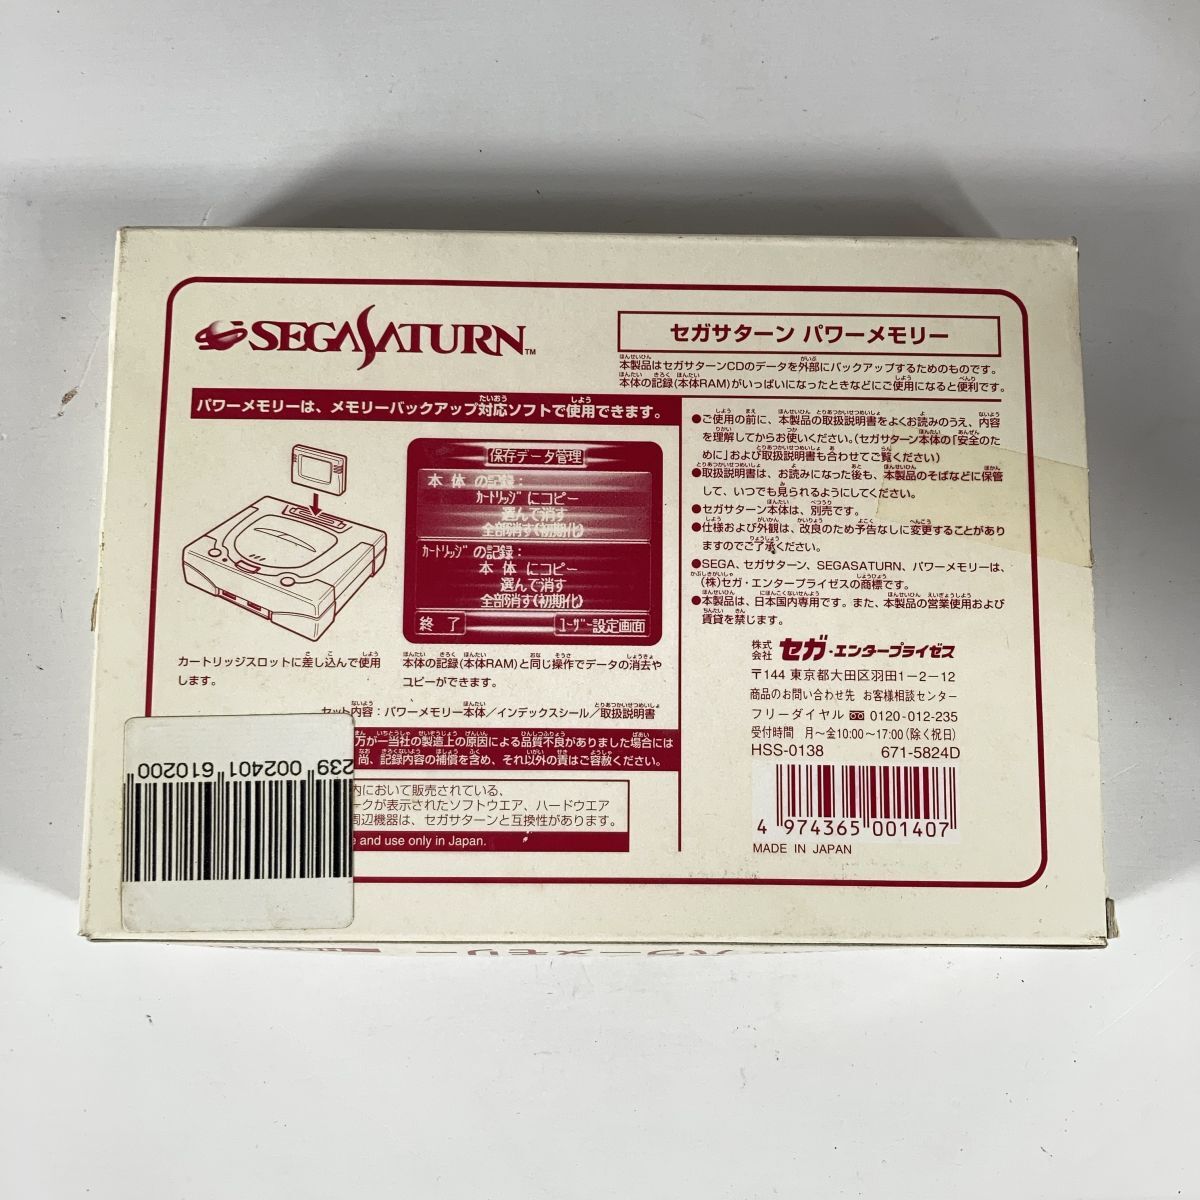 SEGASATURN™
セガサターン パワーメモリー
本製品はセガサターンCDのデータを外部にバックアップするためのものです。
本体の記録(本体RAM)がいっぱいになったときなどにご使用になると便利です。
パワーメモリーは、メモリーバックアップ対応ソフトで使用できます。
保存データ管理
本体の記録:
カートリッジにコピー
選んで消す
全部消す(初期化)
カートリッジの記録:
本体にコピー
選んで消す
全部消す(初期化)
終了
ユーザー設定画面
カートリッジスロットに差し込んで使用
します。
本体の記録(本体RAM)と同じ操作でデータの消去や
コピーができます。
セット内容:パワーメモリー本体/インデックスシール/取扱説明書
万が一当社の製造上の原因による品質不良がありました場合には
尚、記録内容の補償を含め、それ以外の責はご容赦ください。
内において販売されている、
ークが表示されたソフトウエア、ハードウエア
周辺機器は、セガサターンと互換性があります。
and use only in Japan.
239 002401 610200
●ご使用の前に、本製品の取扱説明書をよくお読みのうえ、内容
を理解してからお使いください。(セガサターン本体の「安全のた
めに」および取扱説明書も合わせてご覧ください)
●取扱説明書は、お読みになった後も、本製品のそばなどに保管
して、いつでも見られるようにしてください。
●セガサターン本体は、別売です。
●仕様および外観は、改良のため予告なしに変更することがあり
ますのでご了承ください。
●SEGA、セガサターン、SEGASATURN、パワーメモリーは、
(株)セガ・エンタープライゼスの商標です。
●本製品は、日本国内専用です。また、本製品の営業使用および
賃貸を禁じます。
株式会社 セガ・エンタープライゼス
〒144 東京都大田区羽田1-2-12
商品のお問い合わせ先 お客様相談センター
フリーダイヤル 0120-012-235
受付時間 月~金10:00~17:00(除く祝日)
HSS-0138 671-5824D
4 974365 001407
MADE IN JAPAN
パワーメモリー